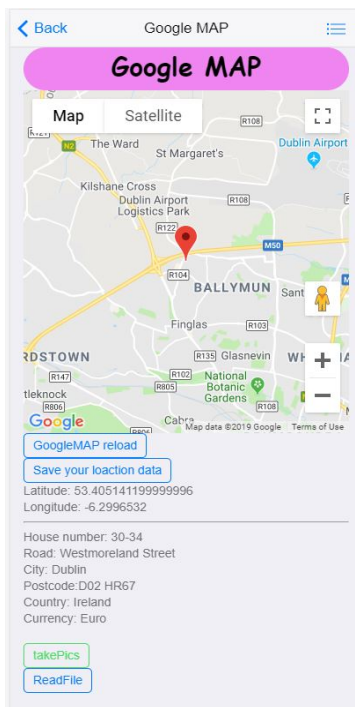 Back
Google MAP
Google MAP
Map
Satellite
R108
N2
The Ward
St Margaret's
Dublin Airport
Kilshane Cross
Dublin Airport
Logistics Park
R108
R122
M50
R104
BALLYMUN
Sant
Finglas
R103
RDSTOWN
R135
Glasnevin
WH
R147
R102
National
Botanic
Gardens
tleknock
R805
R806
R108
Cabra
Google
Map data ©2019 Google
Terms of Use
GoogleMAP reload
Save your loaction data
Latitude: 53.405141199999996
Longitude: -6.2996532
House number: 30-34
Road: Westmoreland Street
City: Dublin
Postcode:D02 HR67
Country: Ireland
Currency: Euro
takePics
ReadFile